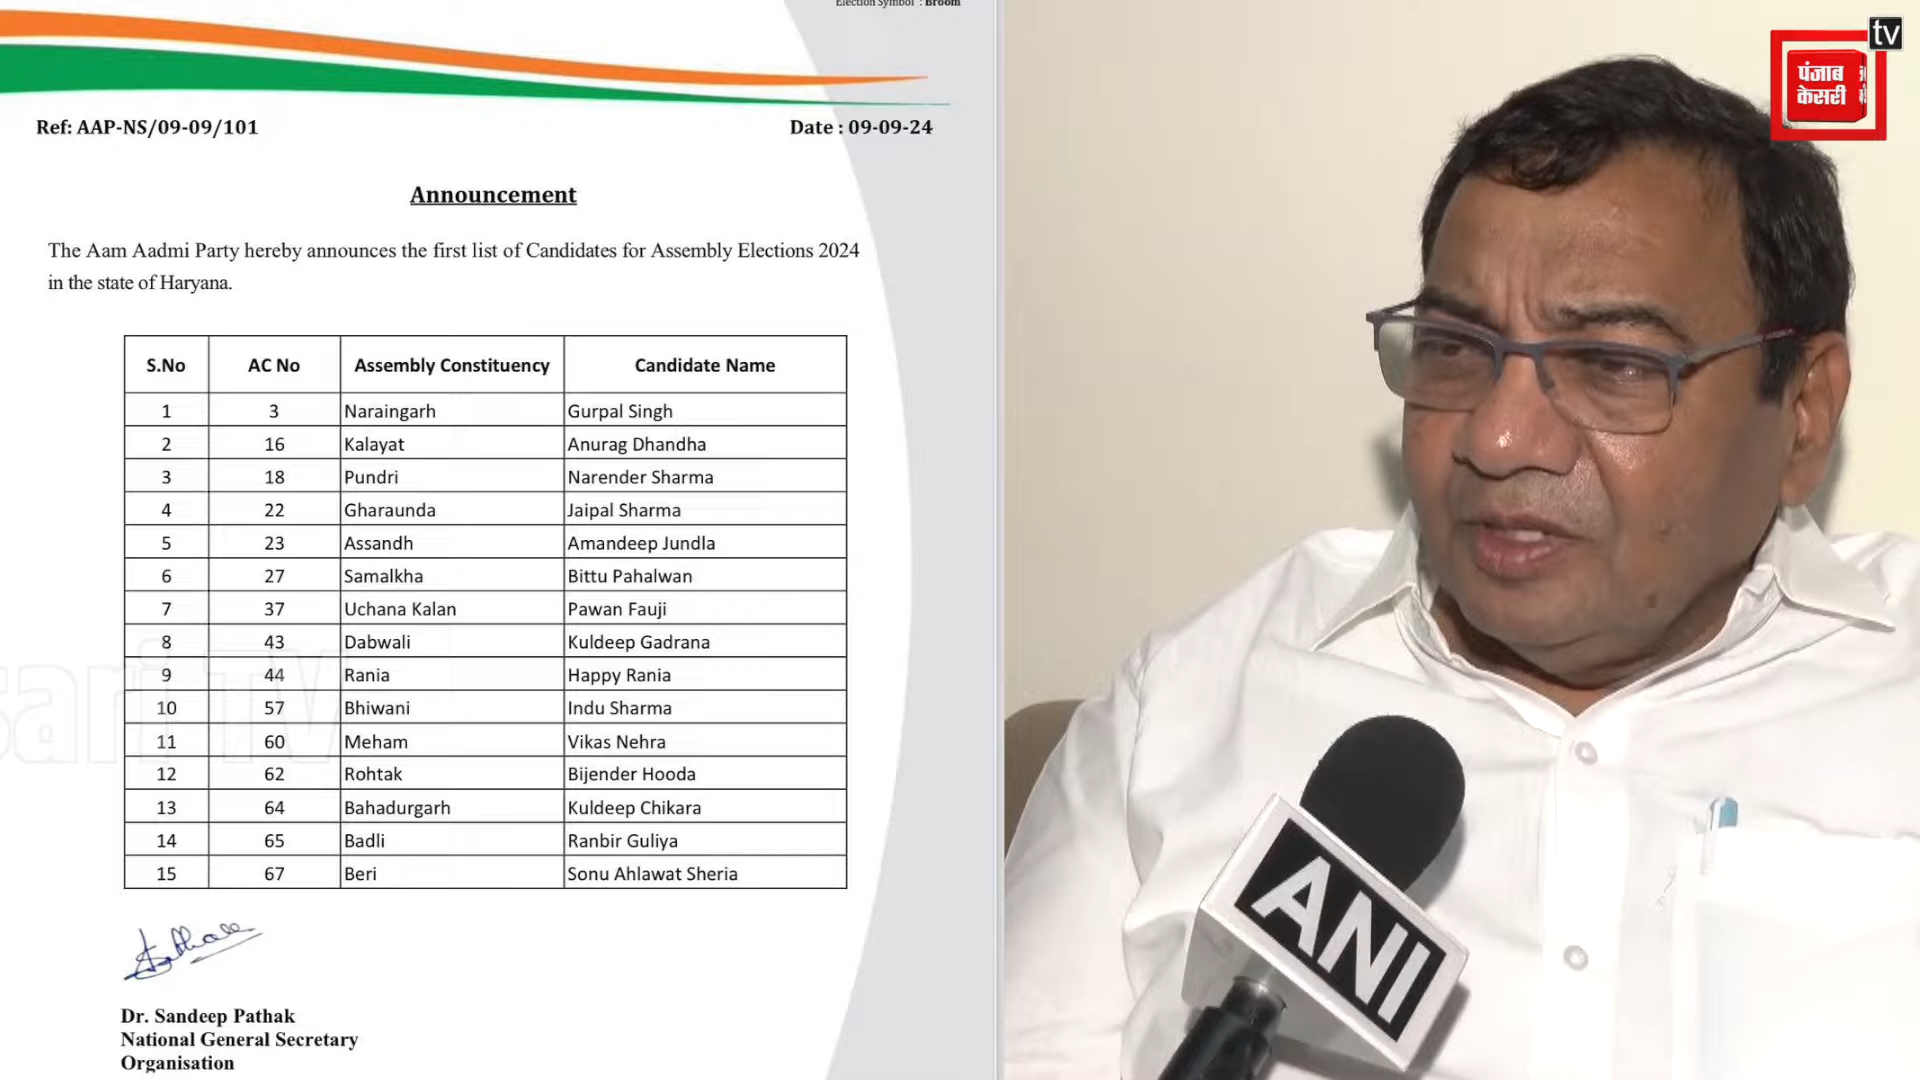 Election Symbol : Broom
Ref: AAP-NS/09-09/101
Date : 09-09-24
Announcement
The Aam Aadmi Party hereby announces the first list of Candidates for Assembly Elections 2024
in the state of Haryana.
S.No AC No Assembly Constituency Candidate Name
1 3 Naraingarh Gurpal Singh
2 16 Kalayat Anurag Dhandha
3 18 Pundri Narender Sharma
4 22 Gharaunda Jaipal Sharma
5 23 Assandh Amandeep Jundla
6 27 Samalkha Bittu Pahalwan
7 37 Uchana Kalan Pawan Fauji
8 43 Dabwali Kuldeep Gadrana
9 44 Rania Happy Rania
10 57 Bhiwani Indu Sharma
11 60 Meham Vikas Nehra
12 62 Rohtak Bijender Hooda
13 64 Bahadurgarh Kuldeep Chikara
14 65 Badli Ranbir Guliya
15 67 Beri Sonu Ahlawat Sheria
sari TV
Dr. Sandeep Pathak
National General Secretary
Organisation
tv
पंजाब
केसरी
ANI